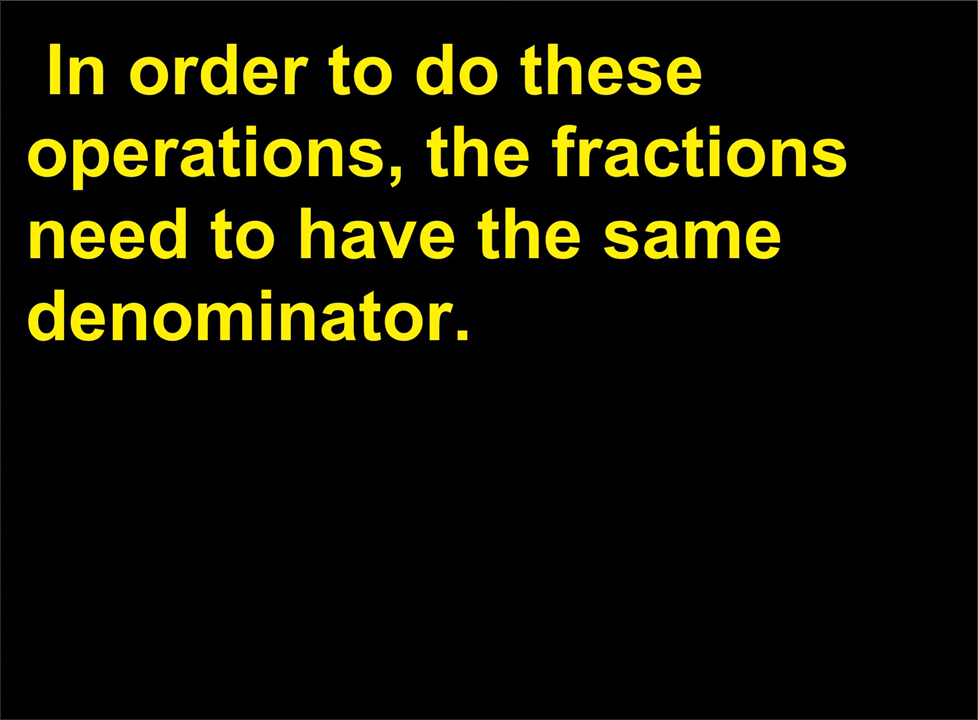 In order to do these
operations, the fractions
need to have the same
denominator.